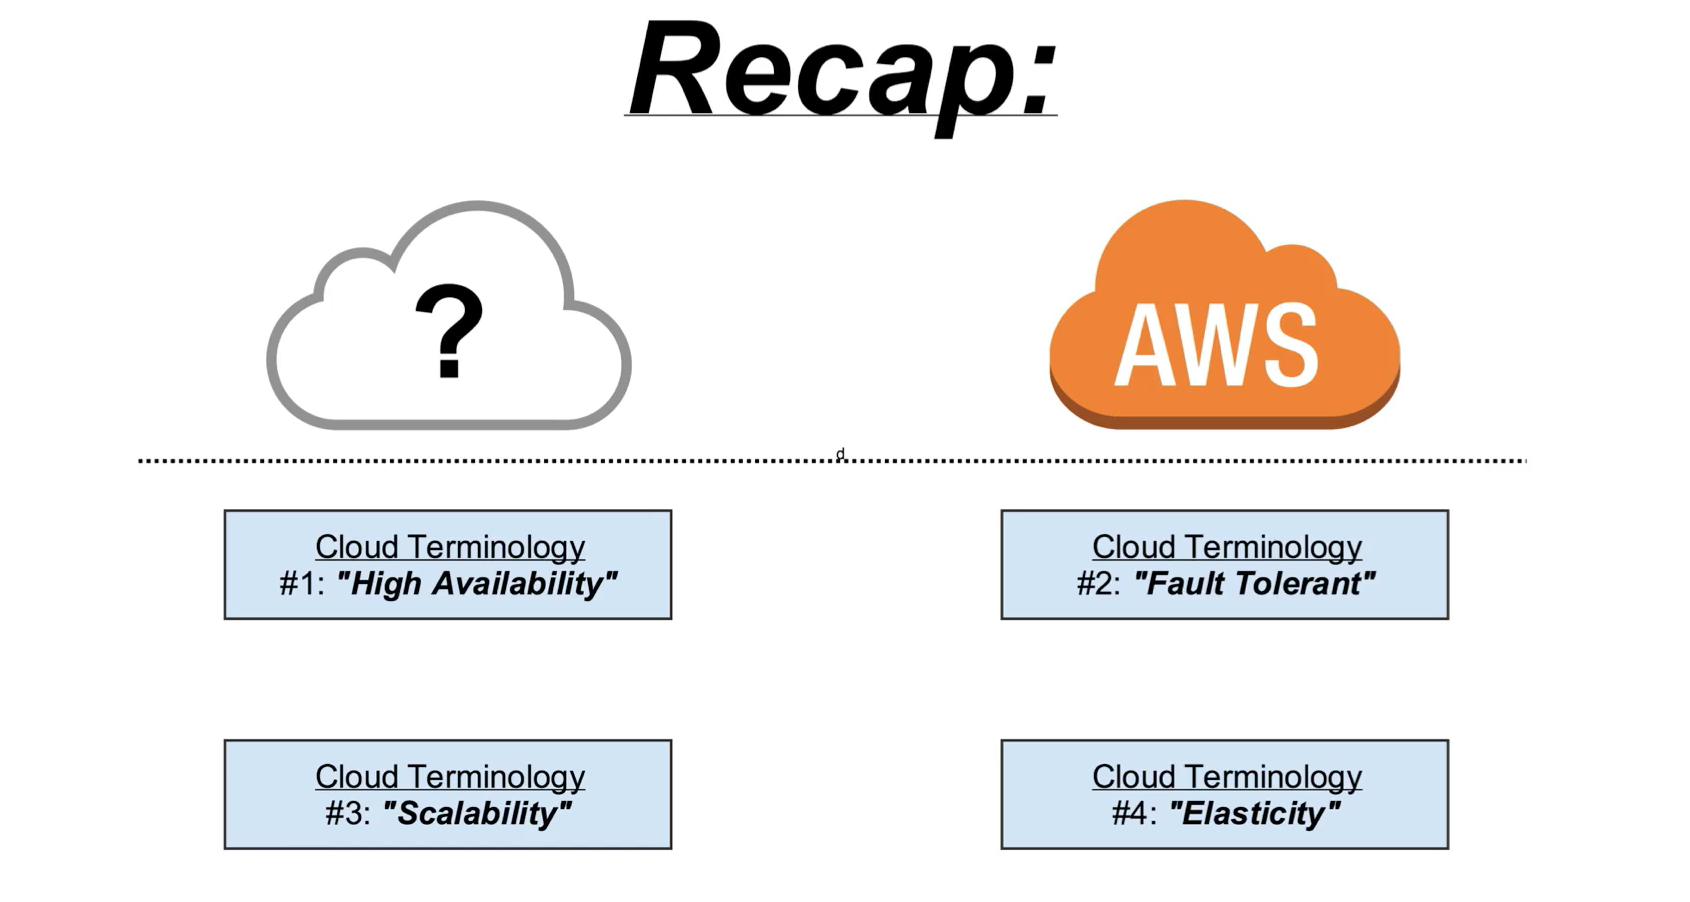 Recap:
?
AWS
d
Cloud Terminology
#1: "High Availability"
Cloud Terminology
#2: "Fault Tolerant"
Cloud Terminology
#3: "Scalability"
Cloud Terminology
#4: "Elasticity"